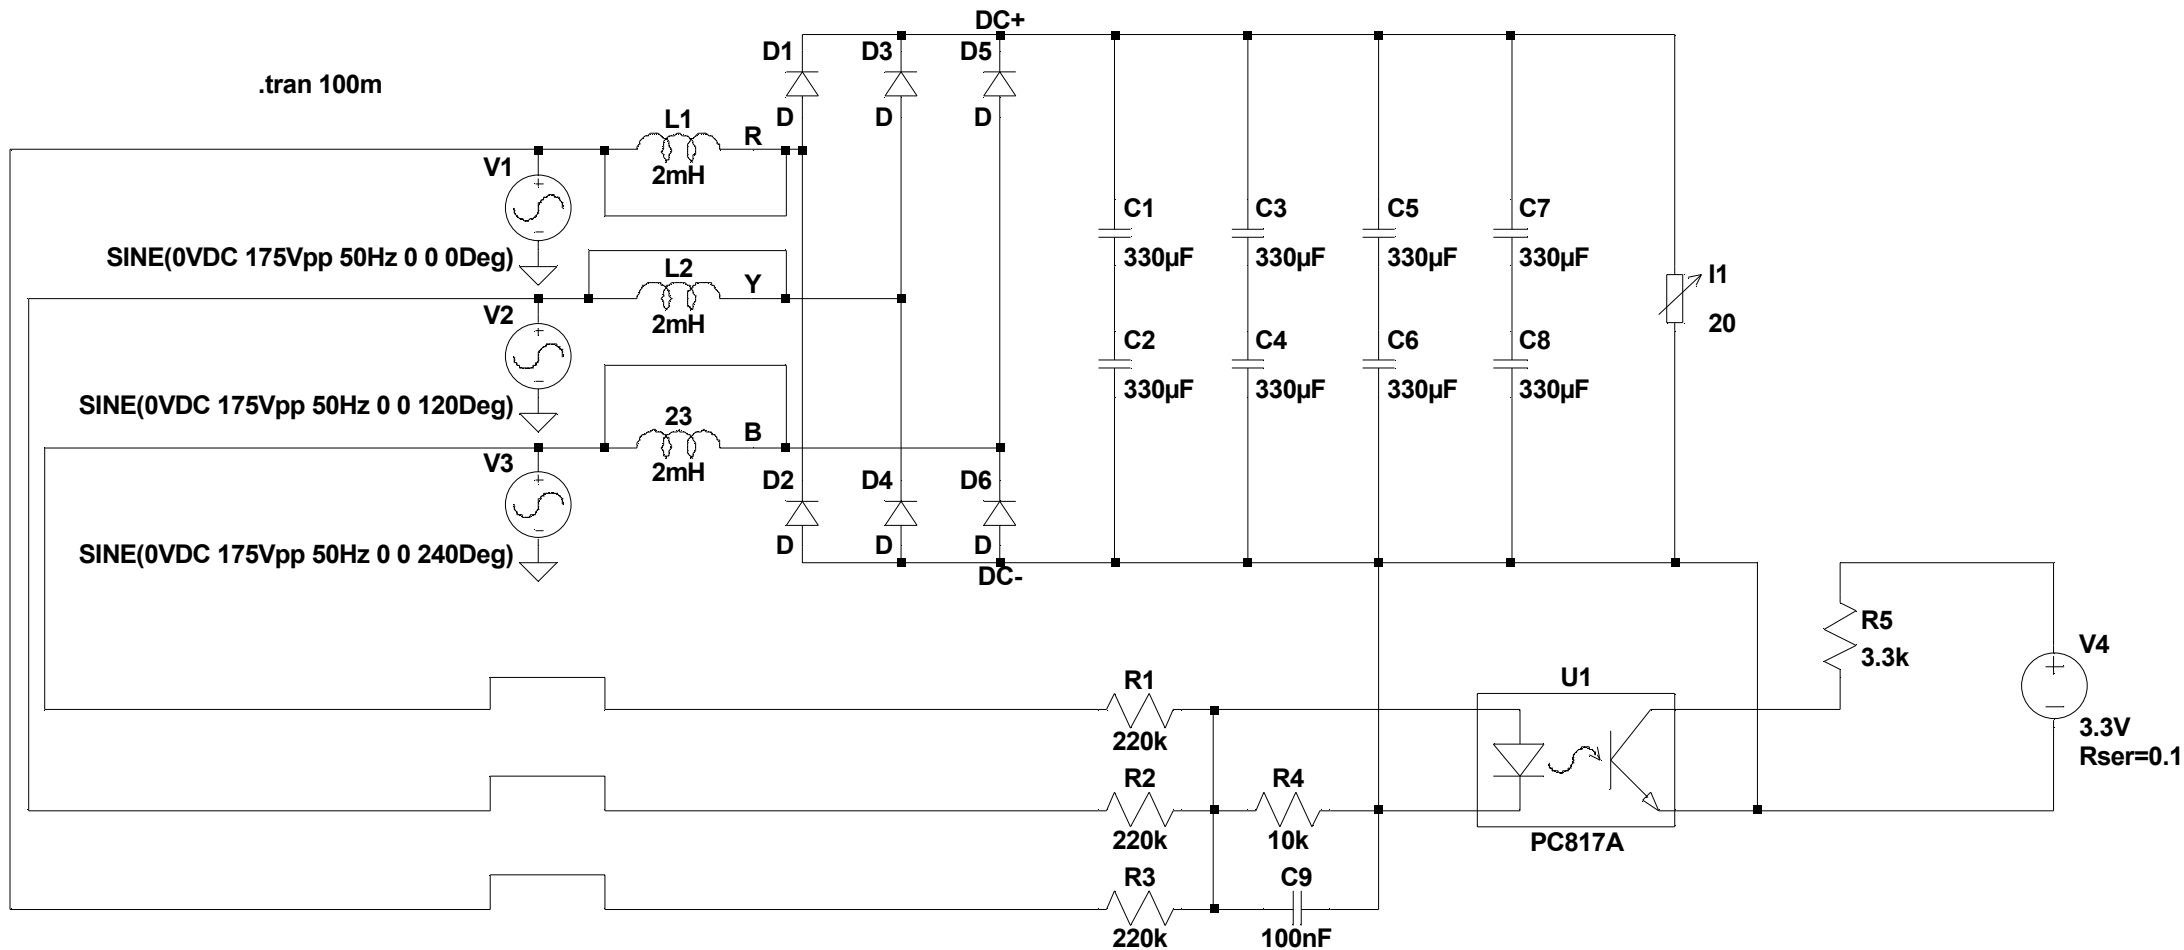 DC+
D1
D3
D5
.tran 100m
D
D
D
L1
R
2mH
V1
C1
C3
C5
C7
SINE(0VDC 175Vpp 50Hz 0 0 0Deg)
330µF
330µF
330µF
330µF
L2
Y
I1
2mH
20
V2
C2
C4
C6
C8
330µF
330µF
330µF
330µF
SINE(0VDC 175Vpp 50Hz 0 0 120Deg)
23
B
2mH
V3
D2
D4
D6
SINE(0VDC 175Vpp 50Hz 0 0 240Deg)
D
D
D
DC-
R5
3.3k
V4
3.3V
Rser=0.1
R1
220k
U1
R2
220k
R4
10k
PC817A
R3
220k
C9
100nF